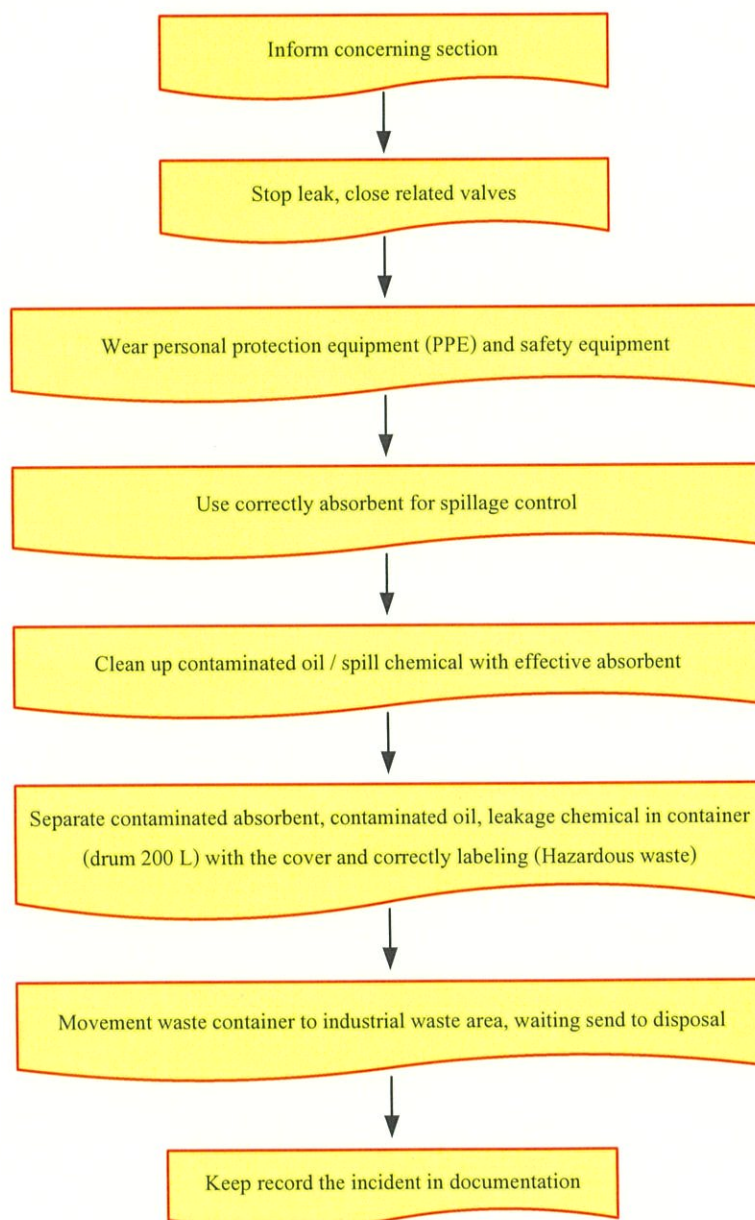 Inform concerning section
Stop leak, close related valves
Wear personal protection equipment (PPE) and safety equipment
Use correctly absorbent for spillage control
Clean up contaminated oil / spill chemical with effective absorbent
Separate contaminated absorbent, contaminated oil, leakage chemical in container
(drum 200 L) with the cover and correctly labeling (Hazardous waste)
Movement waste container to industrial waste area, waiting send to disposal
Keep record the incident in documentation